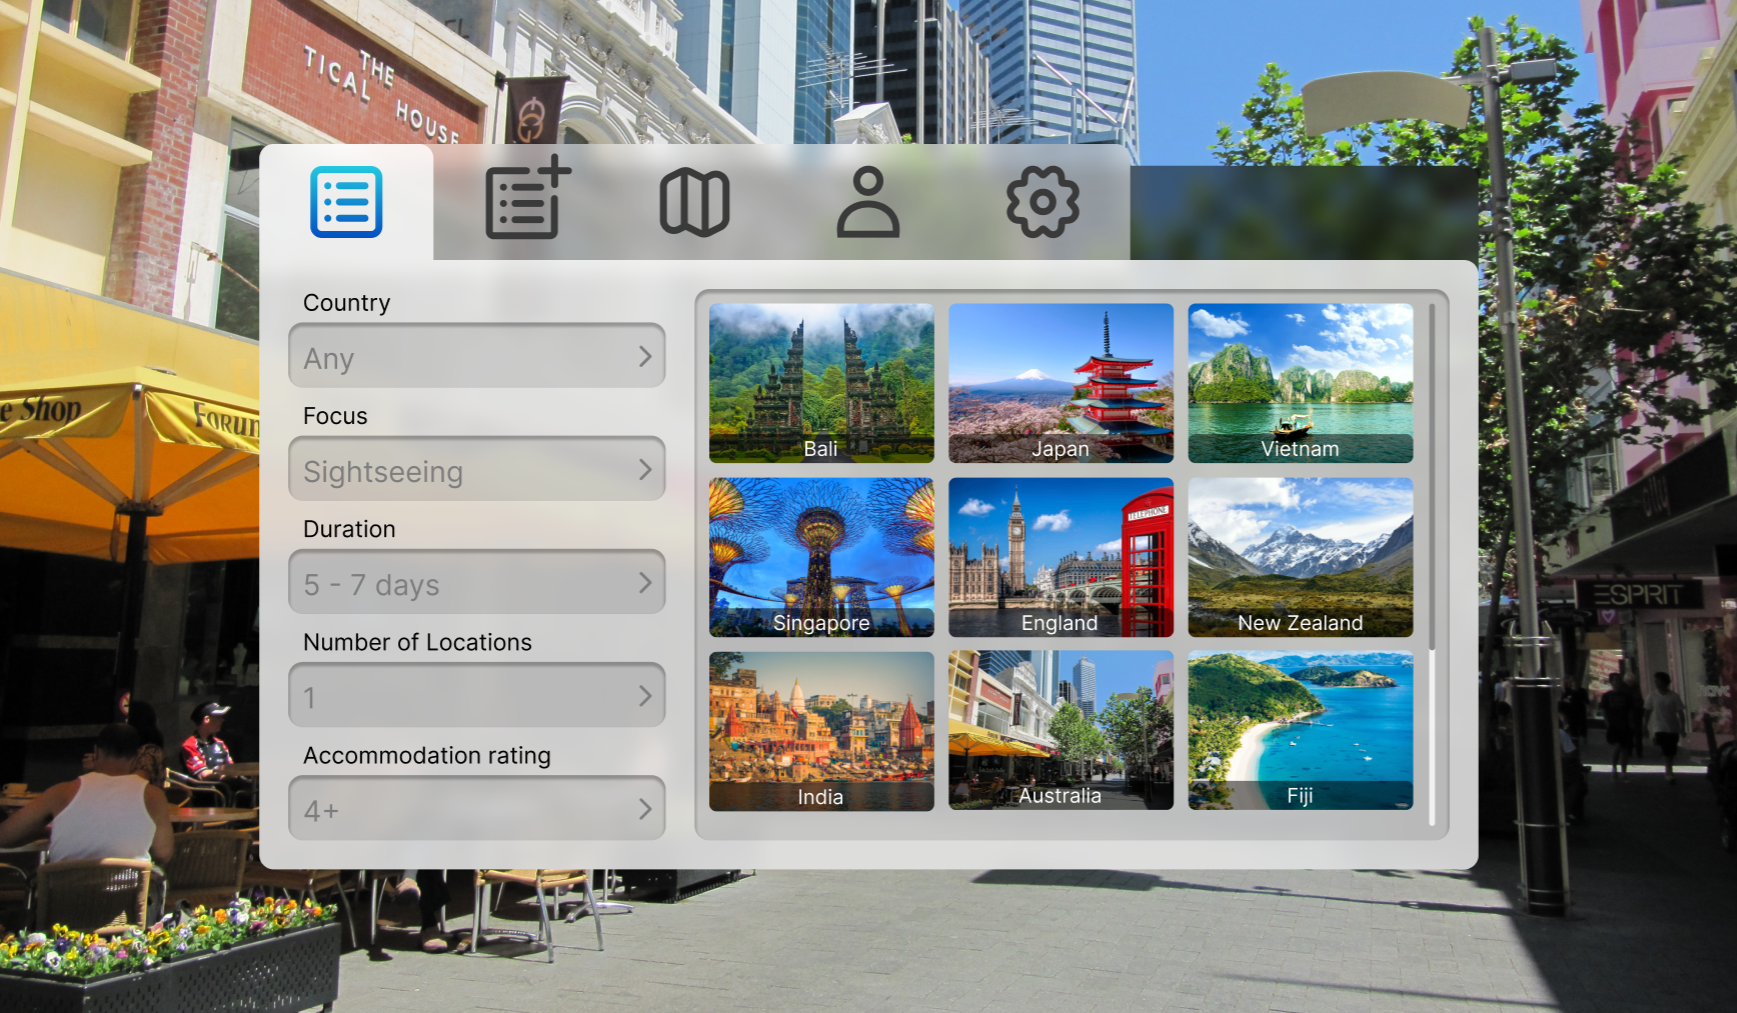 THE
TICAL HOUSE
e Shop
FORUM
ESPRIT
Country
Any
Focus
Sightseeing
Duration
5 - 7 days
Number of Locations
1
Accommodation rating
4+
Bali
Japan
Vietnam
Singapore
TELEPHONE
England
New Zealand
India
Australia
Fiji